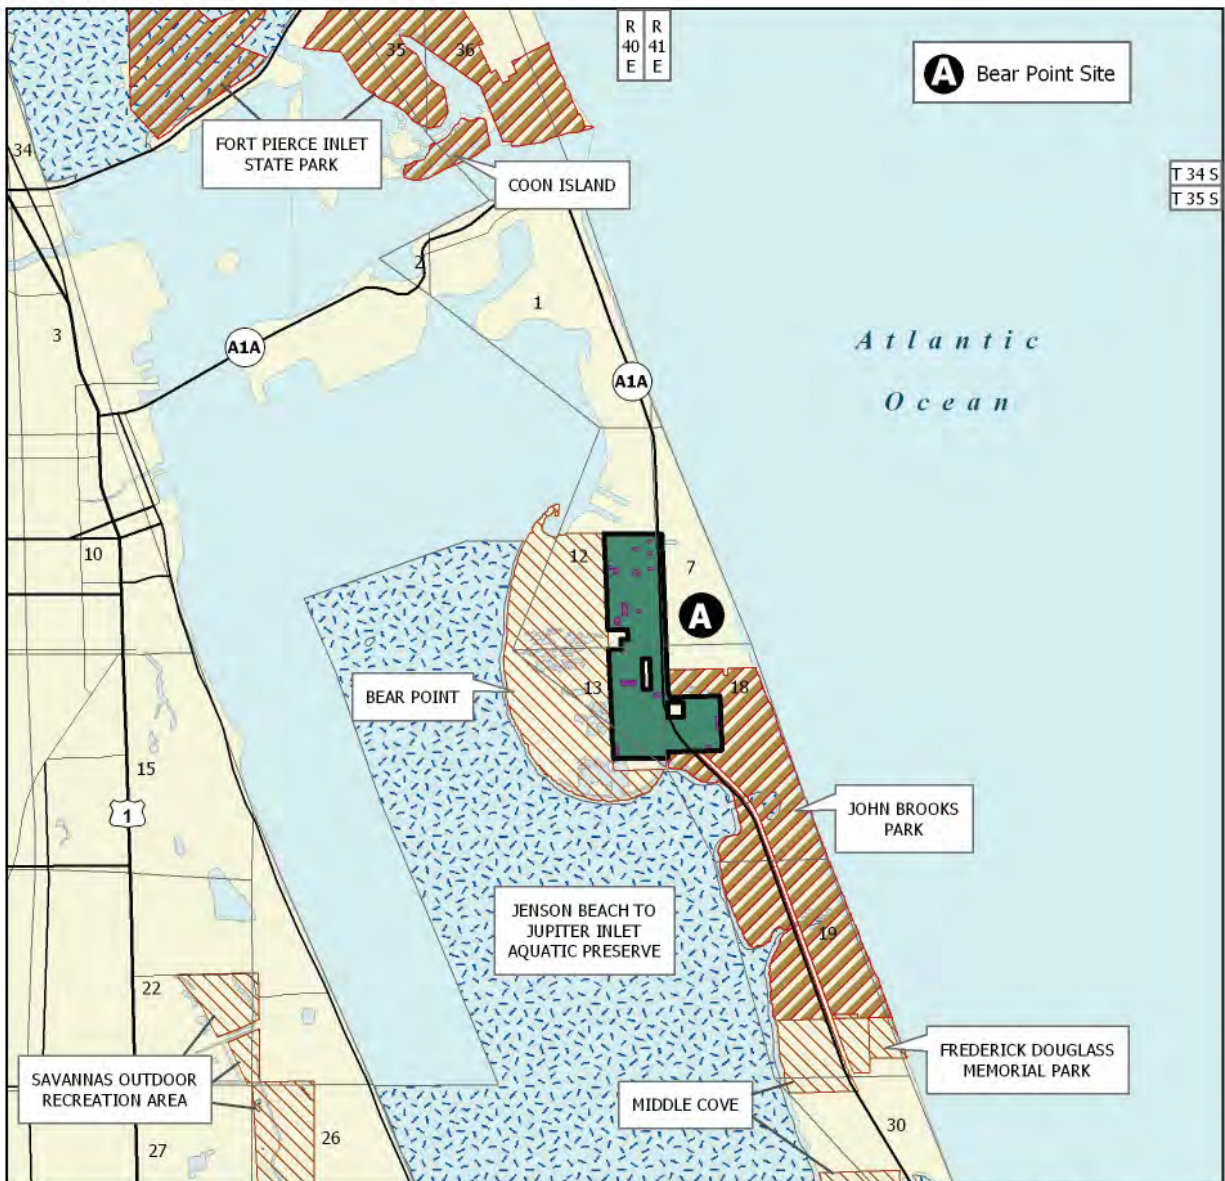 R
40
E
R
41
E
A Bear Point Site
35
36
34
FORT PIERCE INLET
STATE PARK
COON ISLAND
T 34 S
T 35 S
2
1
3
A1A
A1A
Atlantic
Ocean
10
12
7
A
13
18
BEAR POINT
15
1
JOHN BROOKS
PARK
JENSON BEACH TO
JUPITER INLET
AQUATIC PRESERVE
19
22
FREDERICK DOUGLASS
MEMORIAL PARK
SAVANNAS OUTDOOR
RECREATION AREA
MIDDLE COVE
30
26
27